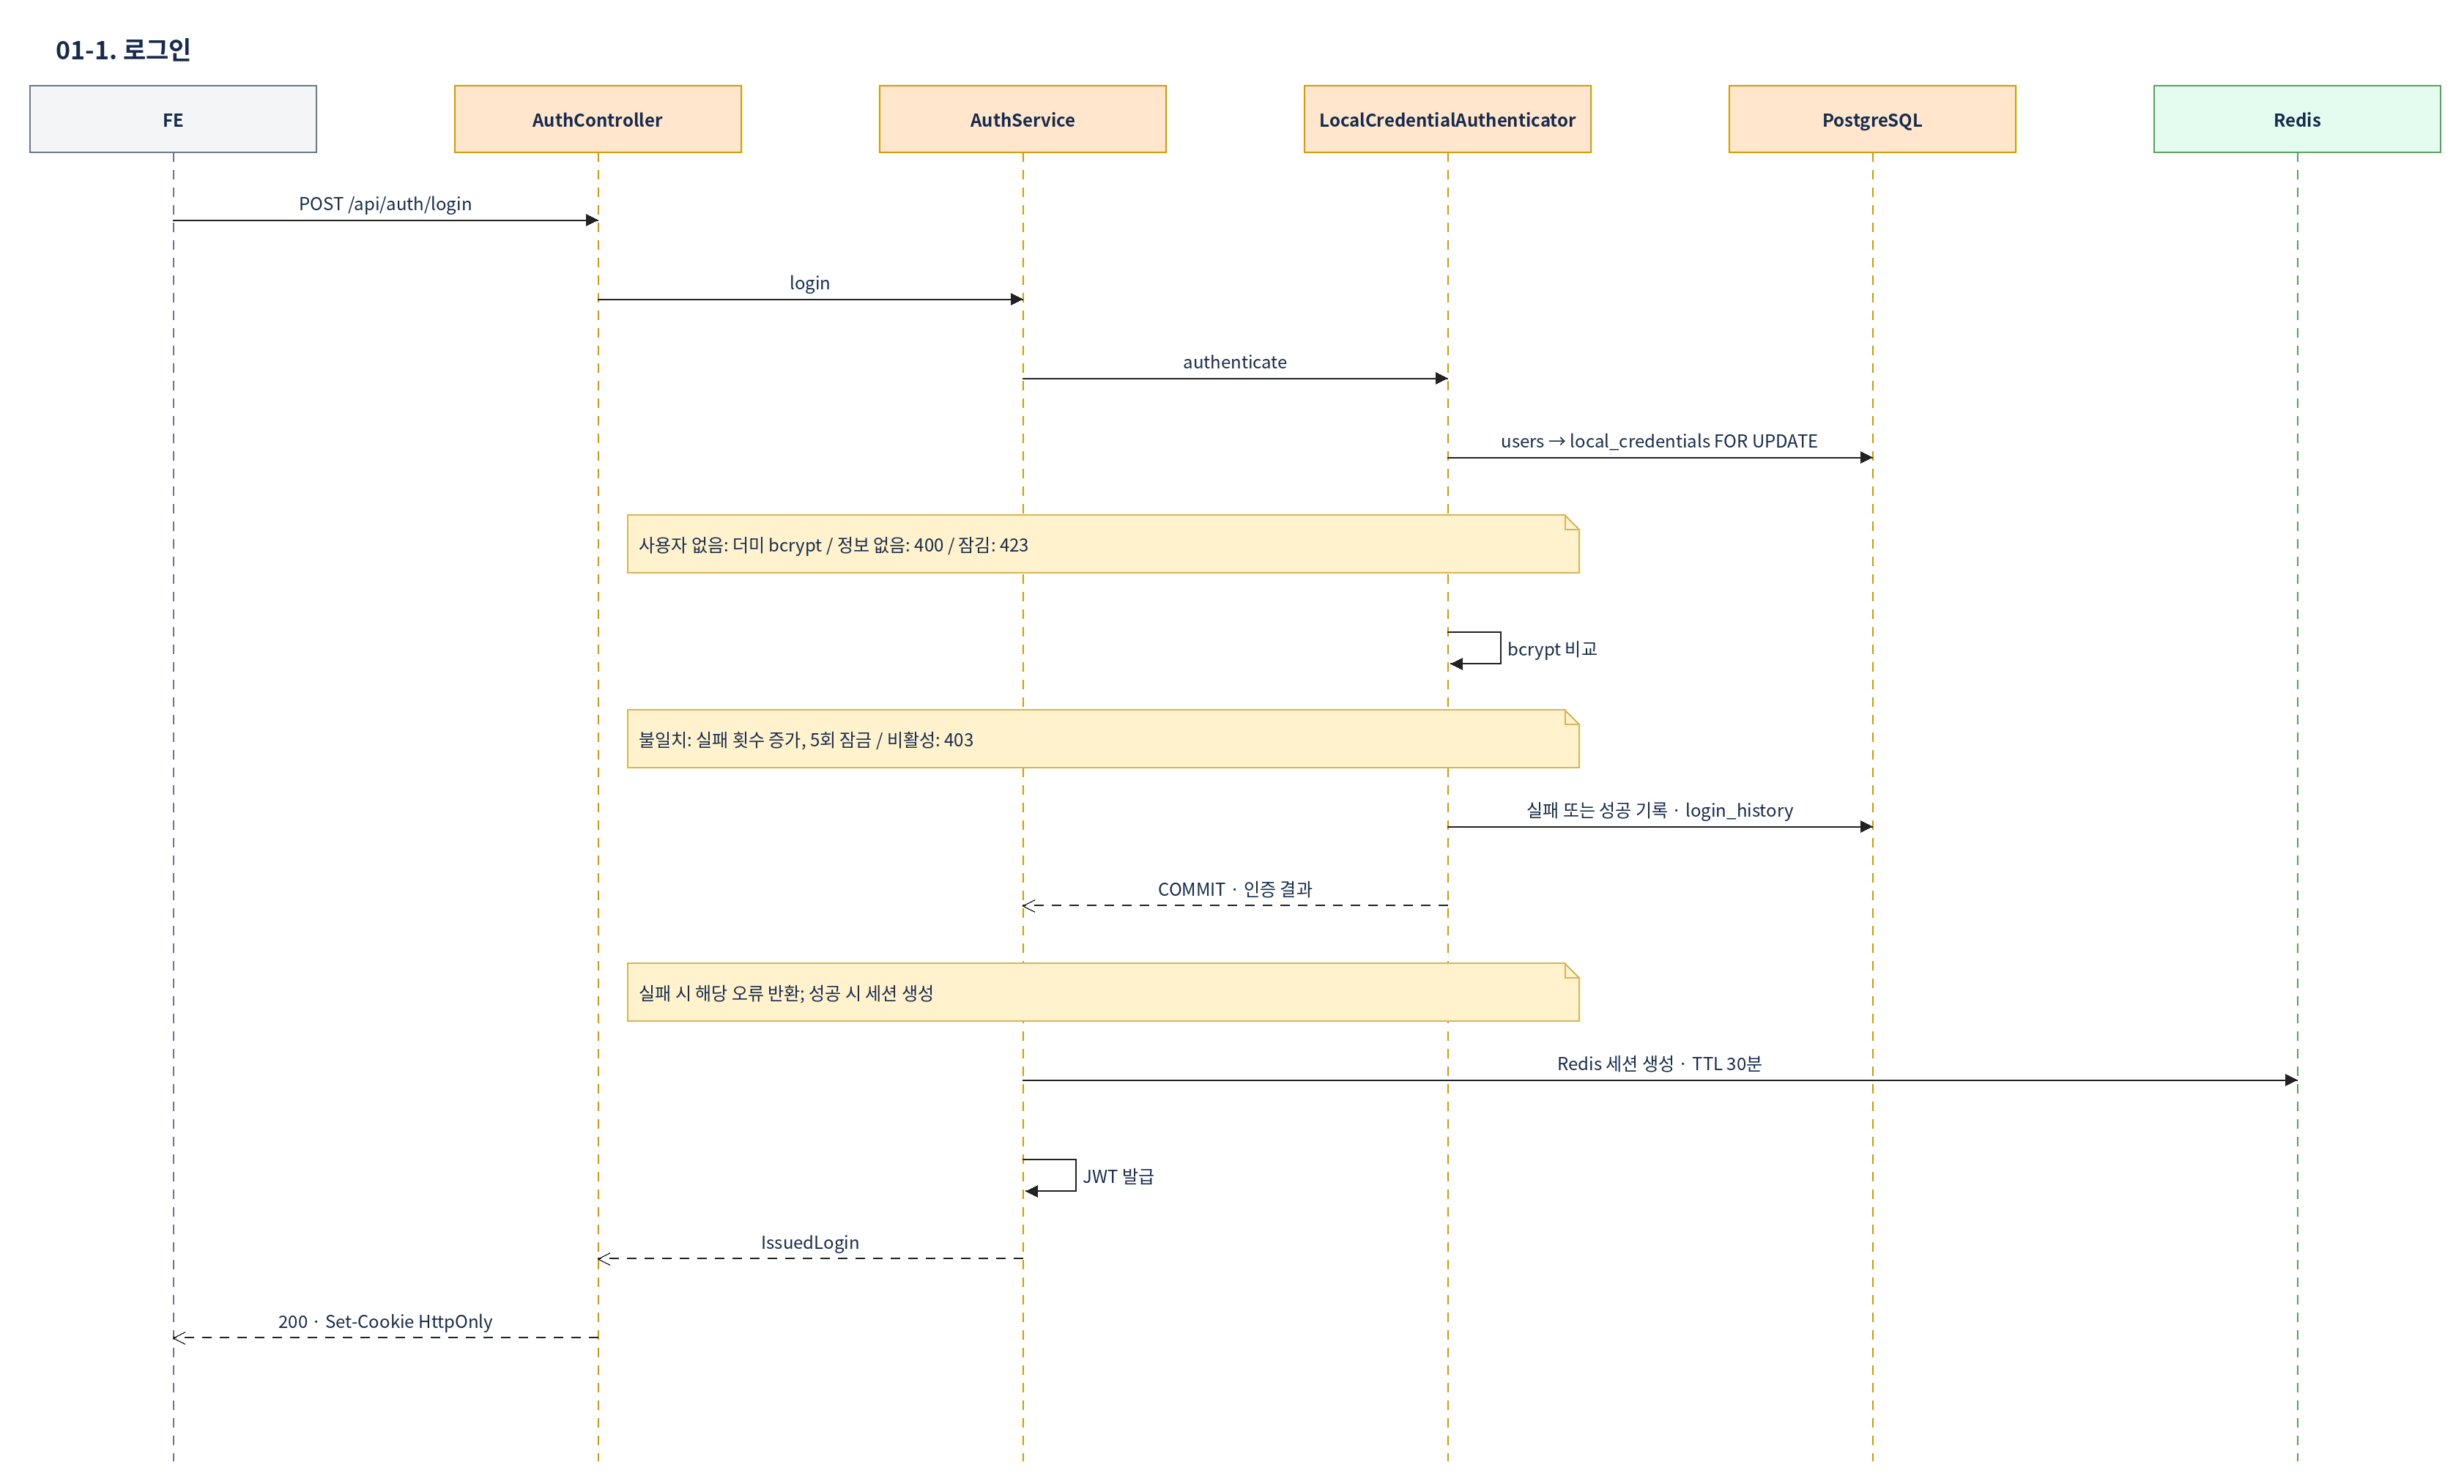 01-1. 로그인
FE
AuthController
AuthService
LocalCredentialAuthenticator
PostgreSQL
Redis
POST /api/auth/login
login
authenticate
users → local_credentials FOR UPDATE
사용자 없음: 더미 bcrypt / 정보 없음: 400 / 잠김: 423
bcrypt 비교
불일치: 실패 횟수 증가, 5회 잠금 / 비활성: 403
실패 또는 성공 기록 · login_history
COMMIT · 인증 결과
실패 시 해당 오류 반환; 성공 시 세션 생성
Redis 세션 생성 · TTL 30분
JWT 발급
IssuedLogin
200 · Set-Cookie HttpOnly